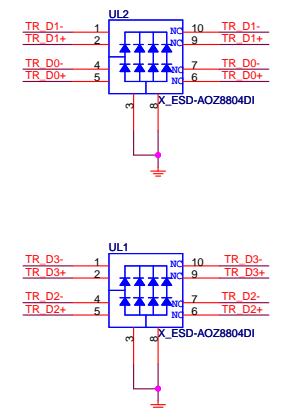 UL2
TR_D1- 1 NC 10 TR_D1-
TR_D1+ 2 NC 9 TR_D1+
TR_D0- 4 NC 7 TR_D0-
TR_D0+ 5 NC 6 TR_D0+
3 8 X_ESD-AOZ8804DI
UL1
TR_D3- 1 NC 10 TR_D3-
TR_D3+ 2 NC 9 TR_D3+
TR_D2- 4 NC 7 TR_D2-
TR_D2+ 5 NC 6 TR_D2+
3 8 X_ESD-AOZ8804DI